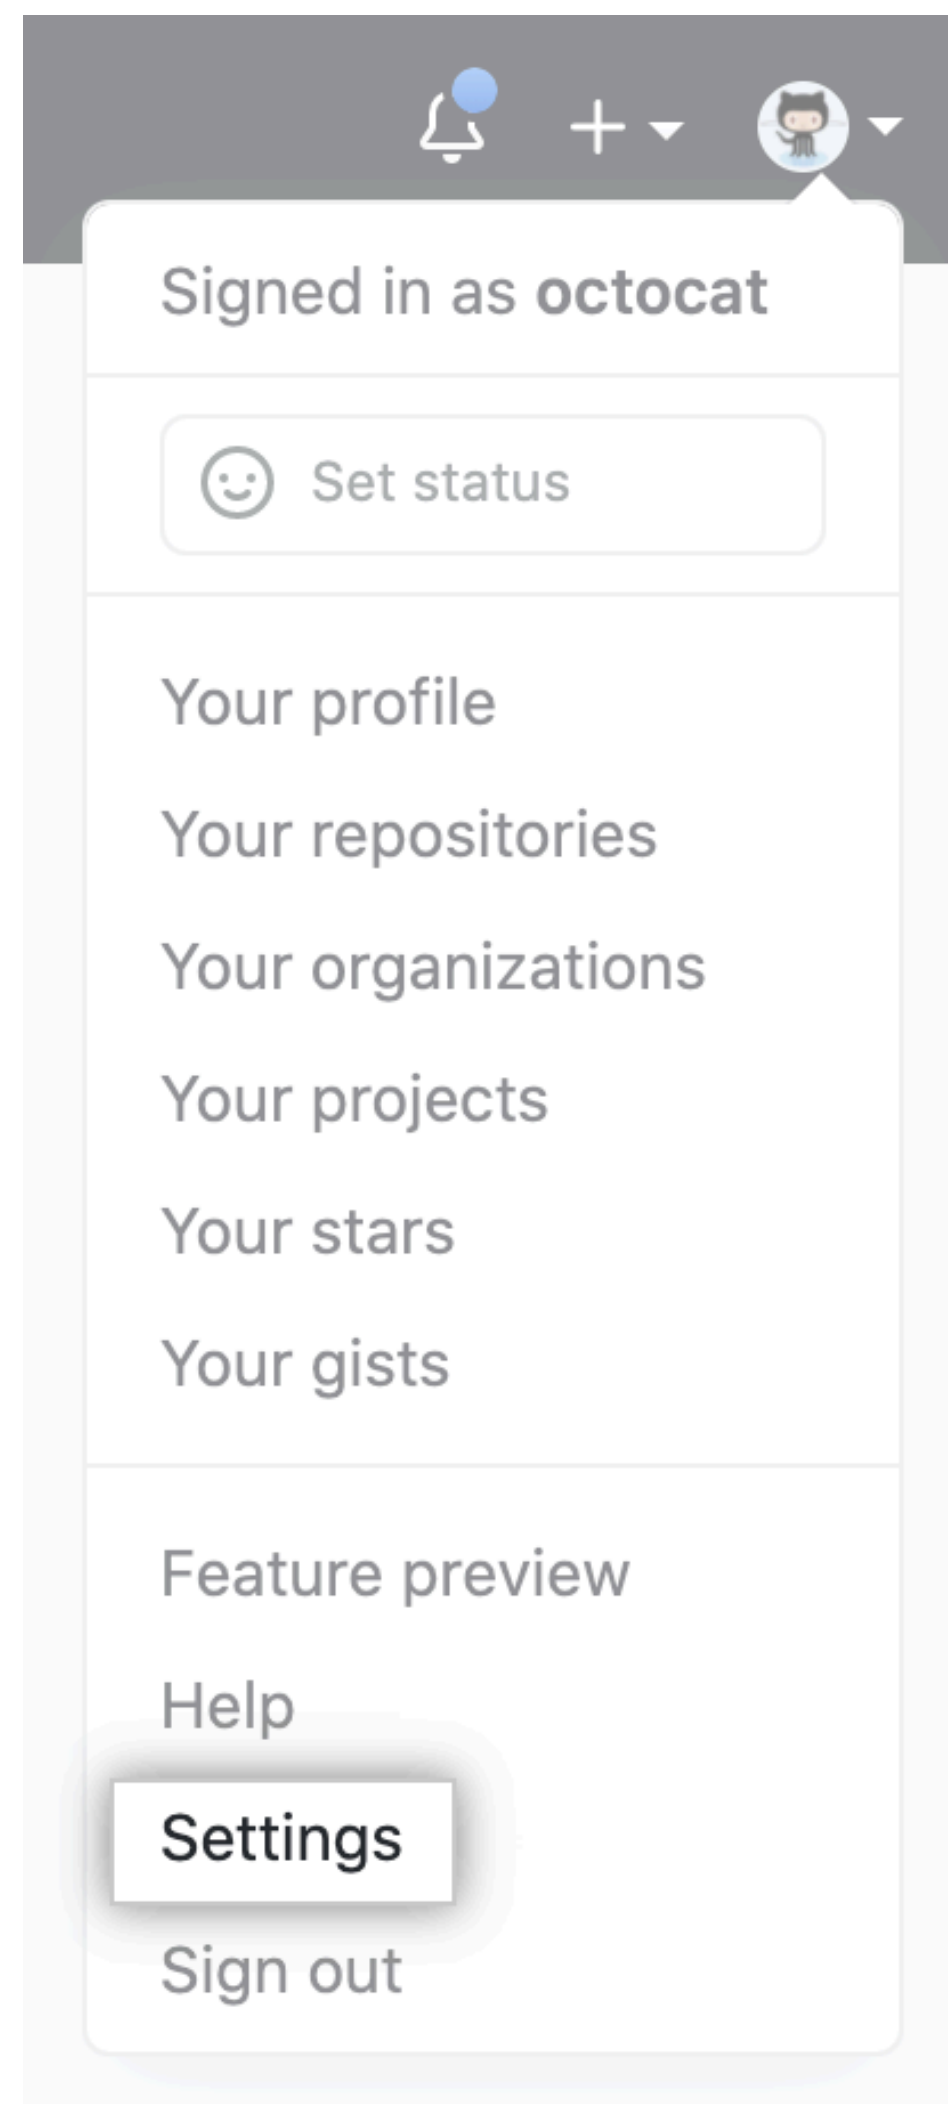 Signed in as octocat
Set status
Your profile
Your repositories
Your organizations
Your projects
Your stars
Your gists
Feature preview
Help
Settings
Sign out